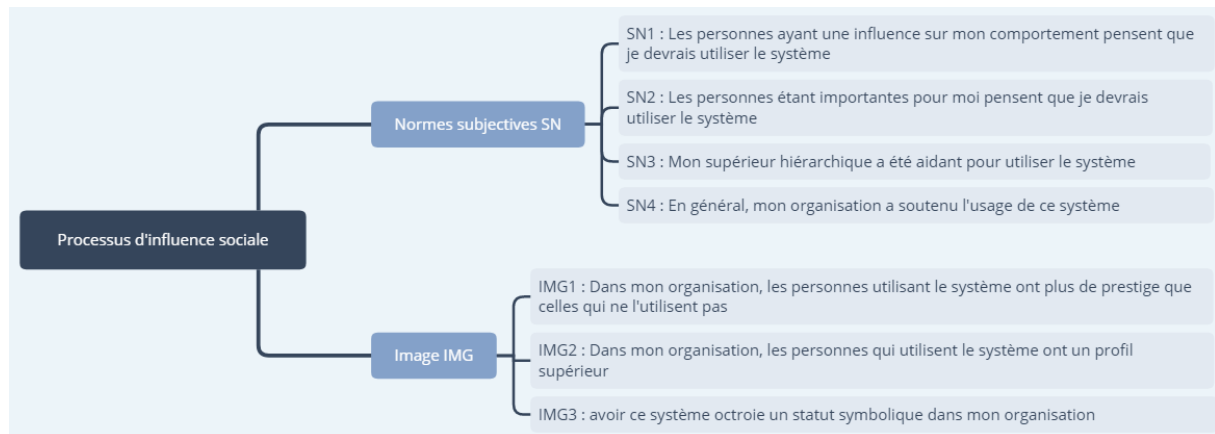 SN1 : Les personnes ayant une influence sur mon comportement pensent que
je devrais utiliser le système
SN2 : Les personnes étant importantes pour moi pensent que je devrais
utiliser le système
Normes subjectives SN
SN3 : Mon supérieur hiérarchique a été aidant pour utiliser le système
SN4 : En général, mon organisation a soutenu l'usage de ce système
Processus d'influence sociale
IMG1 : Dans mon organisation, les personnes utilisant le système ont plus de prestige que
celles qui ne l'utilisent pas
Image IMG
IMG2 : Dans mon organisation, les personnes qui utilisent le système ont un profil
supérieur
IMG3 : avoir ce système octroie un statut symbolique dans mon organisation